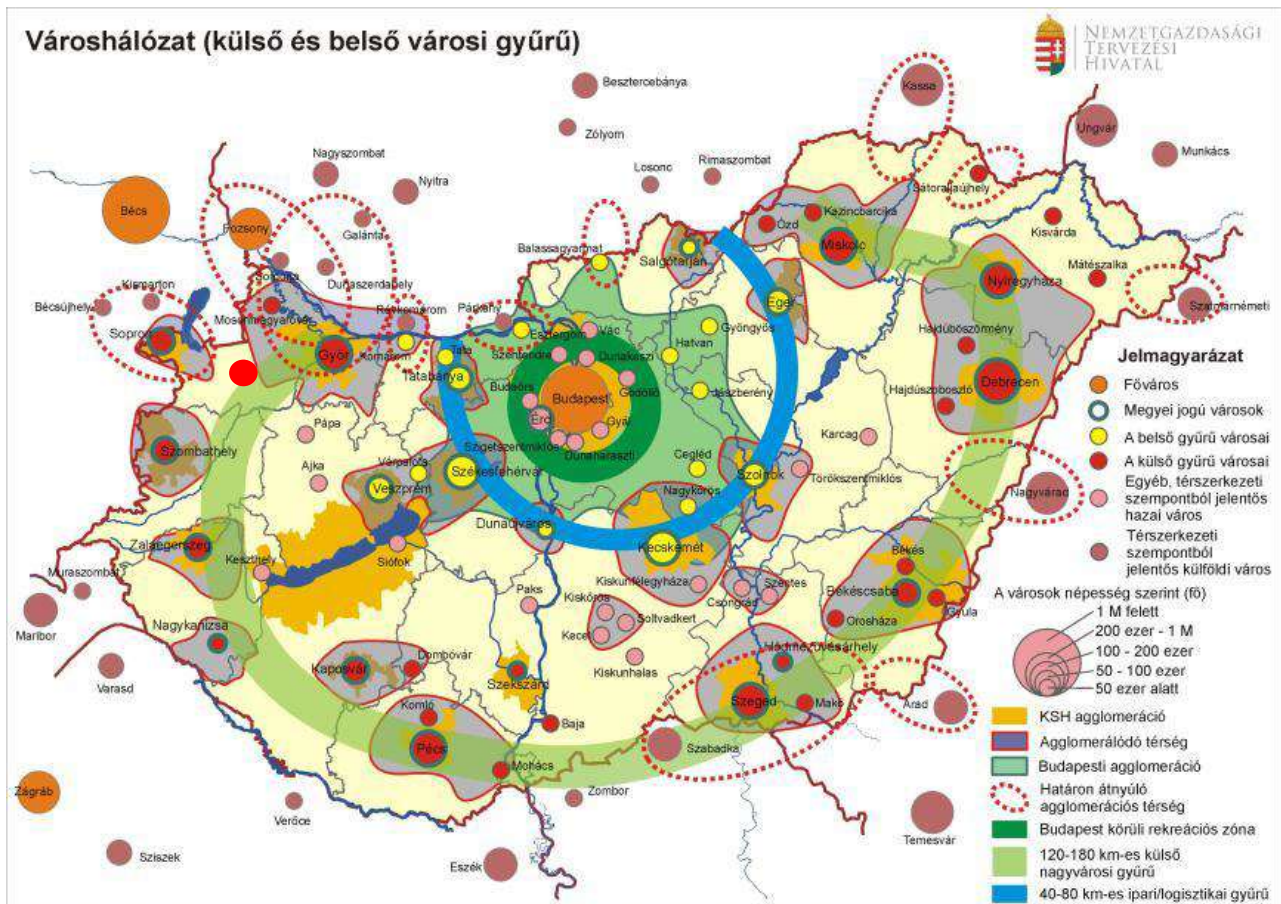 Városhálózat (külső és belső városi gyűrű)
NEMZETGAZDASÁGI
TERVEZÉSI
HIVATAL
Besztercebánya
Kassa
Zólyom
Ungvár
Munkács
Nagyszombat
Nyitra
Losonc
Rimaszombat
Sátoraljaújhely
Bécs
Pozsony
Galánta
Kazincbarcika
Ózd
Miskolc
Kisvárda
Balassagyarmat
Salgótarján
Somorja
Dunaszerdahely
Mátészalka
Nyíregyháza
Bécsújhely
Kismarton
Mosonmagyaróvár
Révkomárom
Párkány
Eger
Szatmárnémeti
Sopron
Esztergom
Vác
Gyöngyös
Hajdúböszörmény
Győr
Komárom
Tata
Szentendre
Dunakeszi
Hatvan
Tatabánya
Budaörs
Gödöllő
Jászberény
Hajdúszoboszló
Debrecen
Budapest
Pápa
Érd
Gyál
Karcag
Szombathely
Szigetszentmiklós
Dunaharaszti
Ajka
Várpalota
Székesfehérvár
Cegléd
Szolnok
Törökszentmiklós
Veszprém
Nagykőrös
Nagyvárad
Dunaújváros
Zalaegerszeg
Keszthely
Siófok
Kecskemét
Békés
Muraszombat
Kiskunfélegyháza
Szentes
Csongrád
Békéscsaba
Gyula
Maribor
Paks
Kiskőrös
Soltvadkert
Orosháza
Nagykanizsa
Kecel
Hódmezővásárhely
Varasd
Kaposvár
Dombóvár
Szekszárd
Kiskunhalas
Komló
Szeged
Makó
Arad
Baja
Pécs
Szabadka
Mohács
Zágráb
Zombor
Verőce
Temesvár
Sziszek
Eszék
Jelmagyarázat
Főváros
Megyei jogú városok
A belső gyűrű városai
A külső gyűrű városai
Egyéb, térszerkezeti
szempontból jelentős
hazai város
Térszerkezeti
szempontból
jelentős külföldi város
A városok népesség szerint (fő)
1 M felett
200 ezer - 1 M
100 - 200 ezer
50 - 100 ezer
50 ezer alatt
KSH agglomeráció
Agglomerálódó térség
Budapesti agglomeráció
Határon átnyúló
agglomerációs térség
Budapest körüli rekreációs zóna
120-180 km-es külső
nagyvárosi gyűrű
40-80 km-es ipari/logisztikai gyűrű